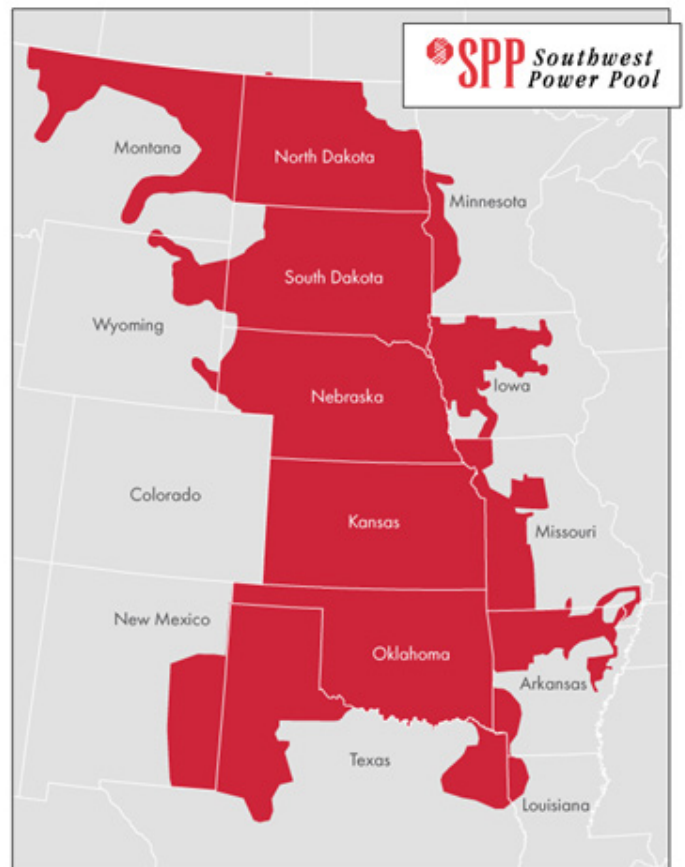 SPP Southwest
Power Pool
Montana
North Dakota
Minnesota
South Dakota
Wyoming
Iowa
Nebraska
Colorado
Kansas
Missouri
New Mexico
Oklahoma
Arkansas
Texas
Louisiana